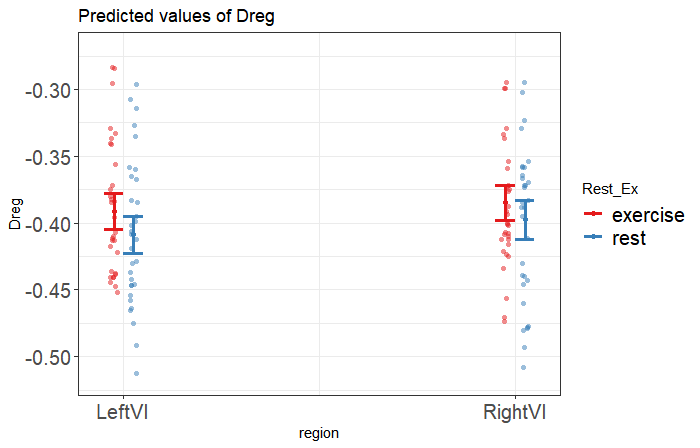 Predicted values of Dreg
-0.30
-0.35
-0.40
-0.45
-0.50
Dreg
LeftVI
RightVI
region
Rest_Ex
exercise
rest